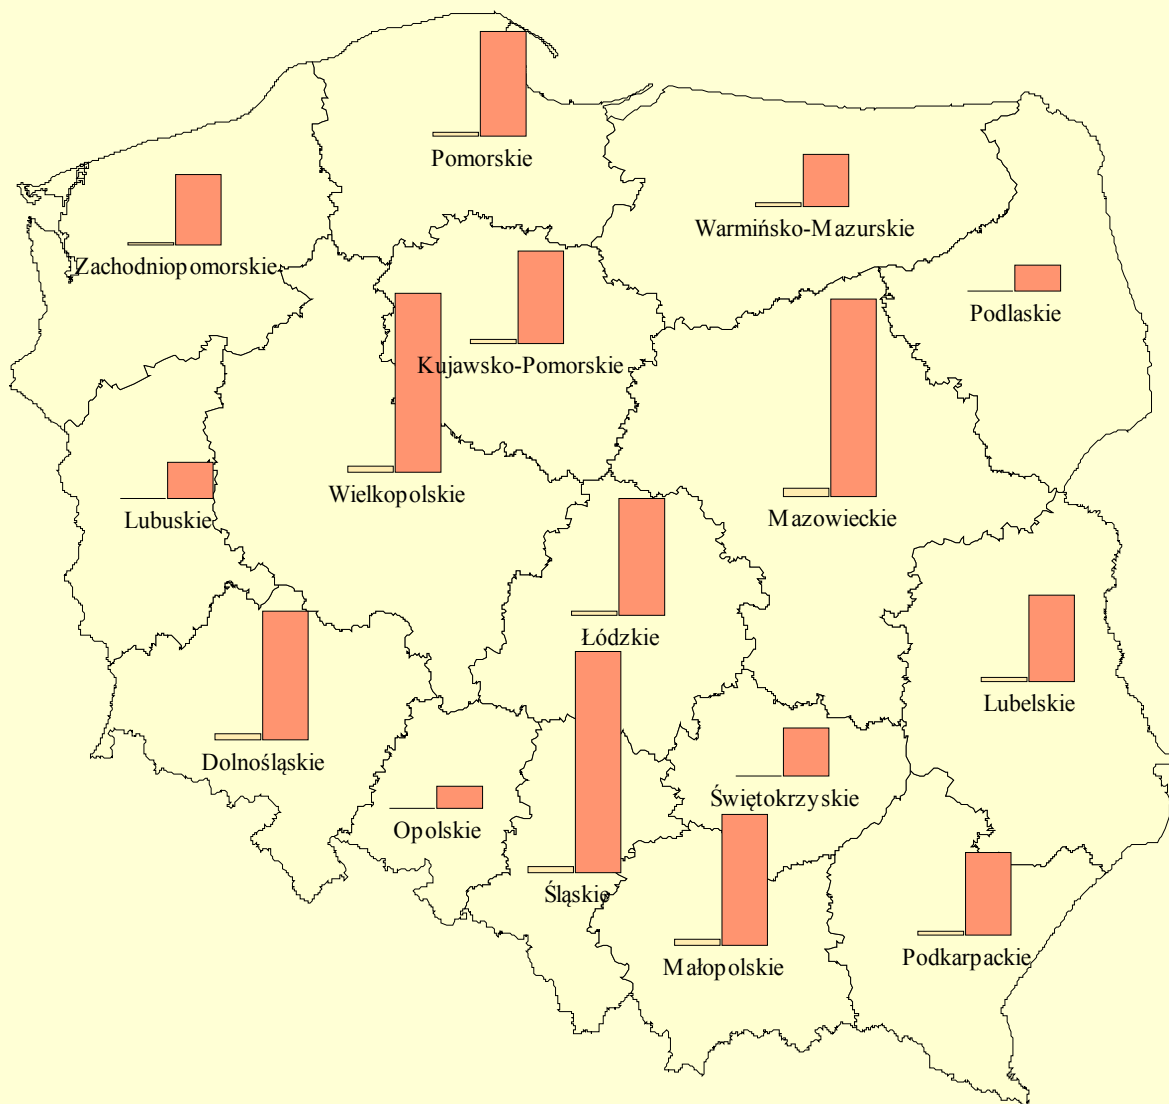 Pomorskie
Warmińsko-Mazurskie
Zachodniopomorskie
Podlaskie
Kujawsko-Pomorskie
Wielkopolskie
Mazowieckie
Lubuskie
Łódzkie
Lubelskie
Dolnośląskie
Świętokrzyskie
Opolskie
Śląskie
Małopolskie
Podkarpackie